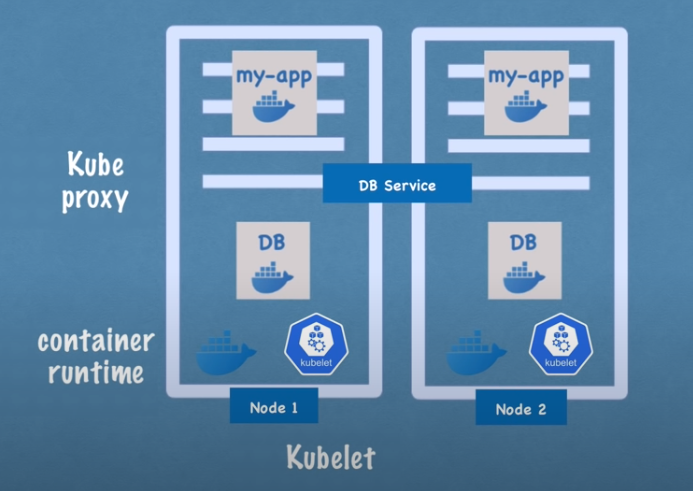 my-app
my-app
Kube
proxy
DB Service
DB
DB
container
runtime
kubelet
kubelet
Node 1
Node 2
Kubelet